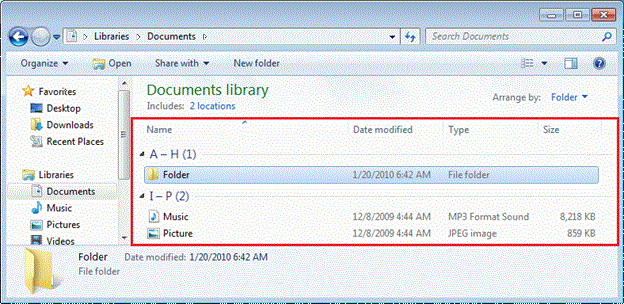 Libraries Documents Search Documents
Organize Open Share with New folder
Favorites
Desktop
Downloads
Recent Places
Libraries
Documents
Music
Pictures
Videos
Documents library
Includes: 2 locations
Arrange by: Folder
Name Date modified Type Size
A – H (1)
Folder 1/20/2010 6:42 AM File folder
I – P (2)
Music 12/8/2009 4:44 AM MP3 Format Sound 8,218 KB
Picture 12/8/2009 4:44 AM JPEG image 859 KB
Folder Date modified: 1/20/2010 6:42 AM
File folder